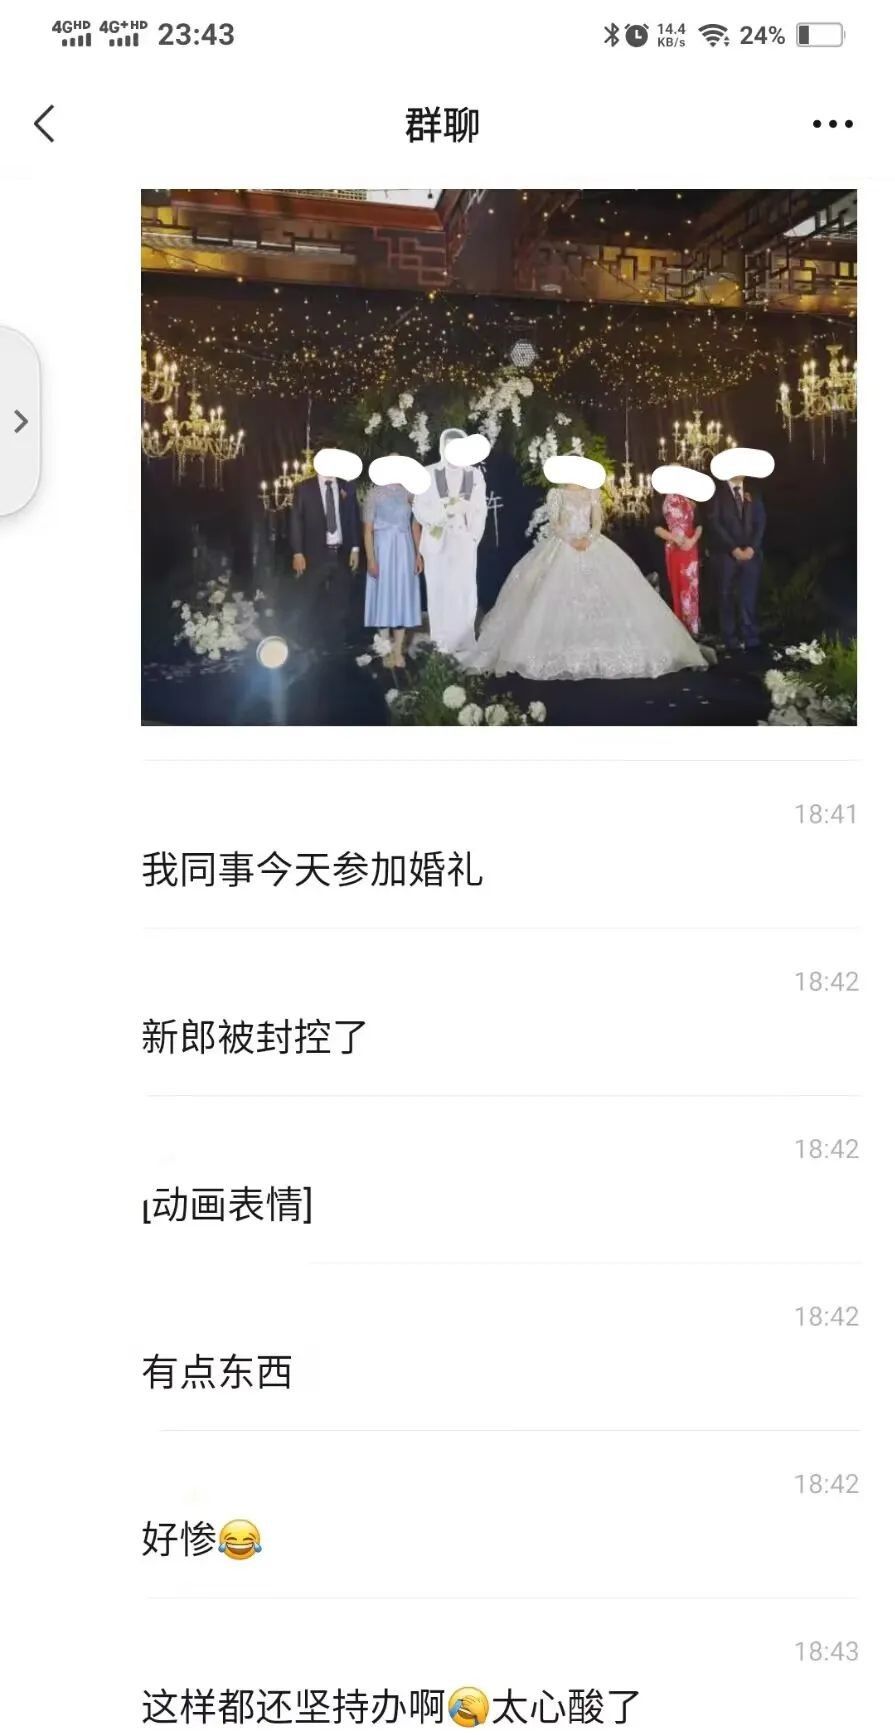 4GHD 4G+HD 23:43 14.4 KB/s 24%
群聊
许
18:41
我同事今天参加婚礼
18:42
新郎被封控了
18:42
[动画表情]
18:42
有点东西
18:42
好惨😂
18:43
这样都还坚持办啊🤦太心酸了